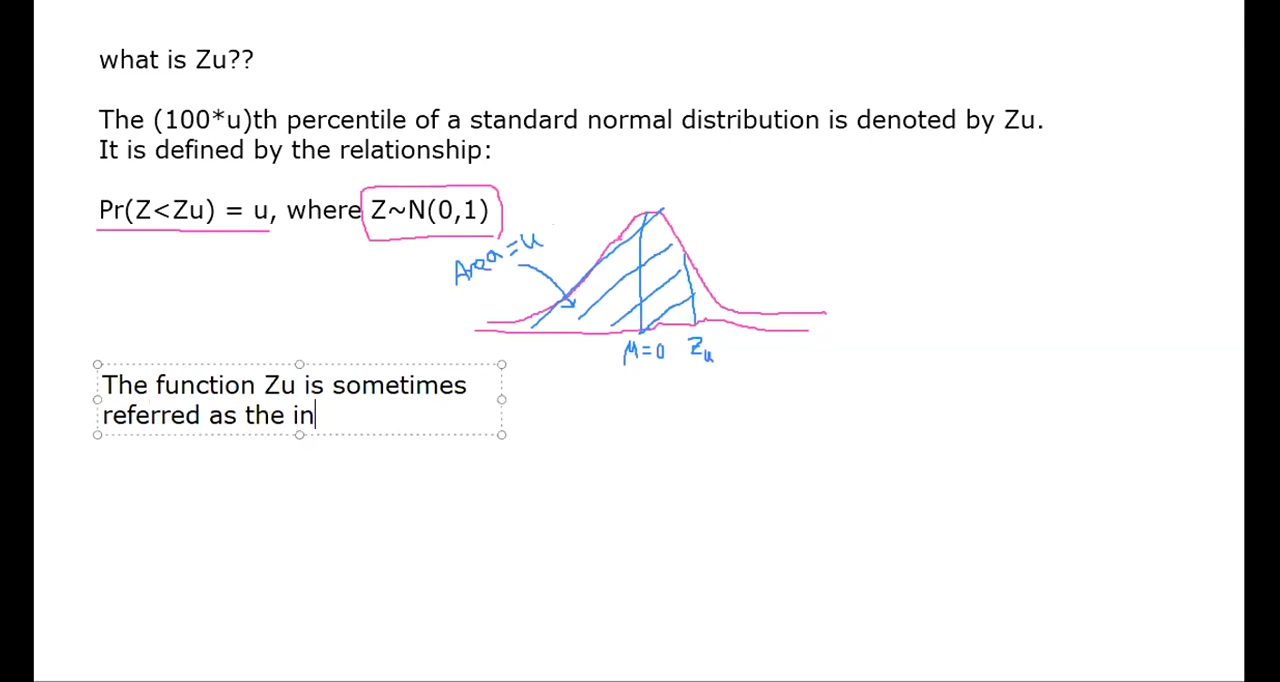 what is Zu??
The (100*u)th percentile of a standard normal distribution is denoted by Zu.
It is defined by the relationship:
Pr(Z<Zu) = u, where Z~N(0,1)
Area=u
μ=0 Zu
The function Zu is sometimes
referred as the in